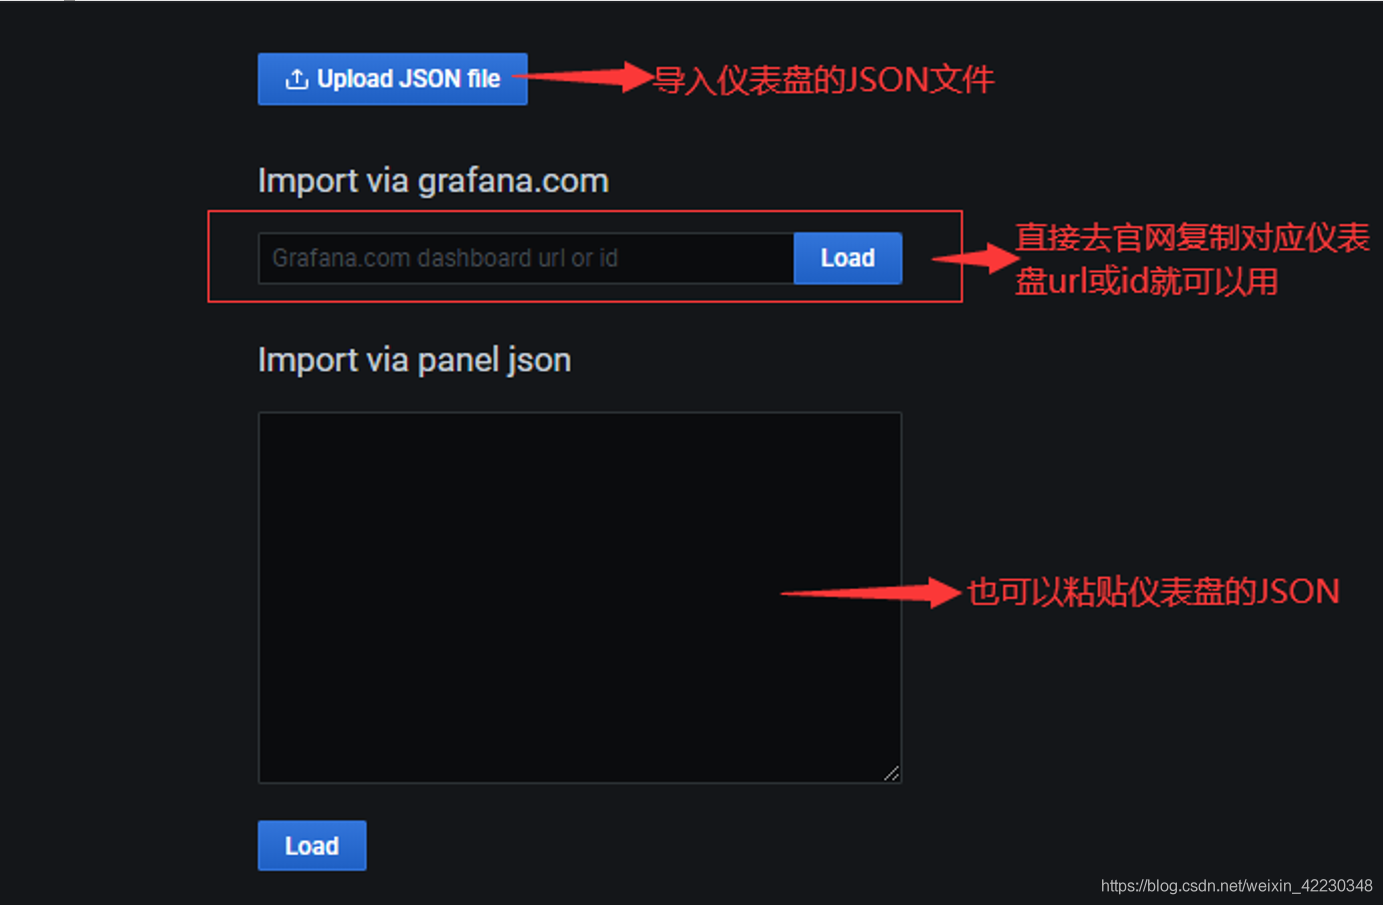 Upload JSON file
导入仪表盘的JSON文件
Import via grafana.com
Grafana.com dashboard url or id
Load
直接去官网复制对应仪表
盘url或id就可以用
Import via panel json
也可以粘贴仪表盘的JSON
Load
https://blog.csdn.net/weixin_42230348